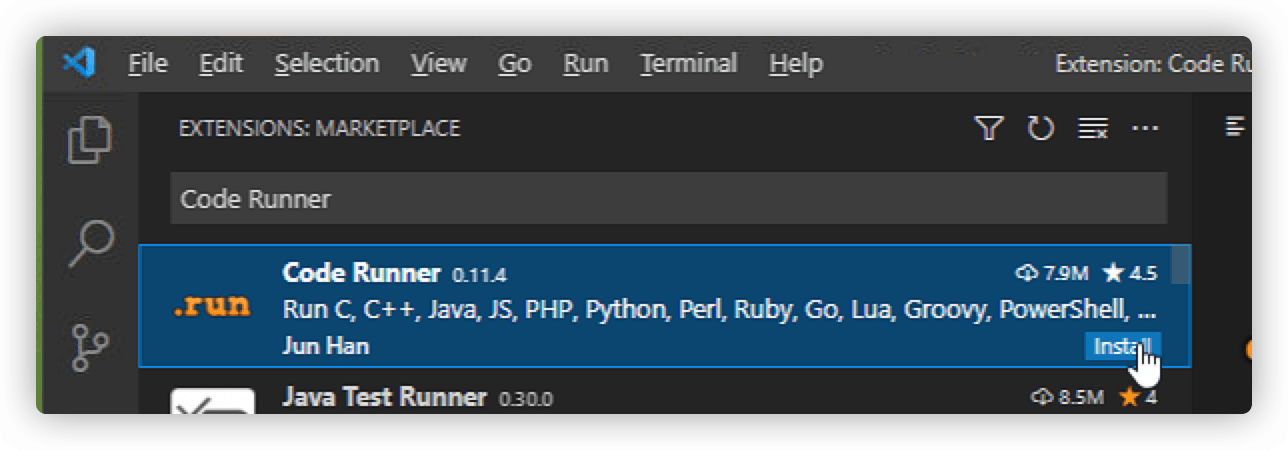 File Edit Selection View Go Run Terminal Help Extension: Code Ru
EXTENSIONS: MARKETPLACE
Code Runner
Code Runner 0.11.4 7.9M 4.5
.run
Run C, C++, Java, JS, PHP, Python, Perl, Ruby, Go, Lua, Groovy, PowerShell, ...
Jun Han Install
Java Test Runner 0.30.0 8.5M 4